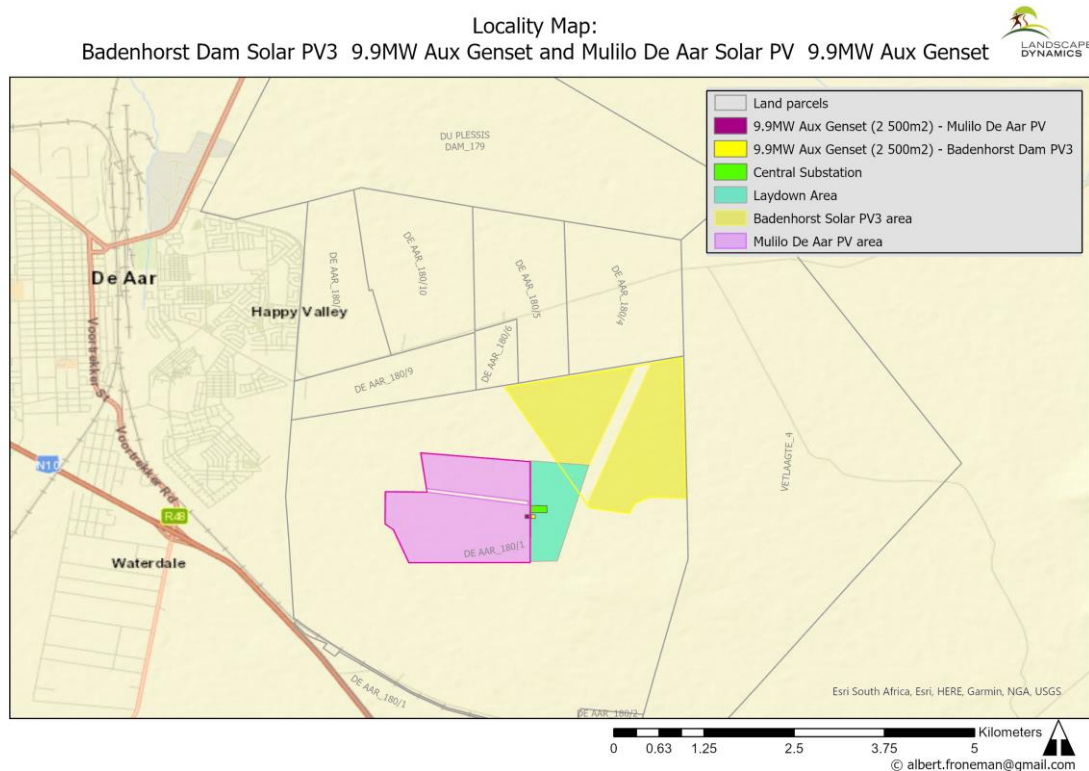 Locality Map:
Badenhorst Dam Solar PV3 9.9MW Aux Genset and Mulilo De Aar Solar PV 9.9MW Aux Genset
LANDSCAPE
DYNAMICS
Land parcels
9.9MW Aux Genset (2 500m2) - Mulilo De Aar PV
9.9MW Aux Genset (2 500m2) - Badenhorst Dam PV3
Central Substation
Laydown Area
Badenhorst Solar PV3 area
Mulilo De Aar PV area
DU PLESSIS
DAM_179
De Aar
Happy Valley
DE AAR_180/10
DE AAR_180/5
DE AAR_180/4
DE AAR_180/6
DE AAR_180/9
Voortrekker St
Voortrekker Rd
N10
R48
Waterdale
VETLAAGTE_4
DE AAR_180/1
DE AAR_180/1
DE AAR_180/2
Esri South Africa, Esri, HERE, Garmin, NGA, USGS
Kilometers
0 0.63 1.25 2.5 3.75 5
© albert.froneman@gmail.com